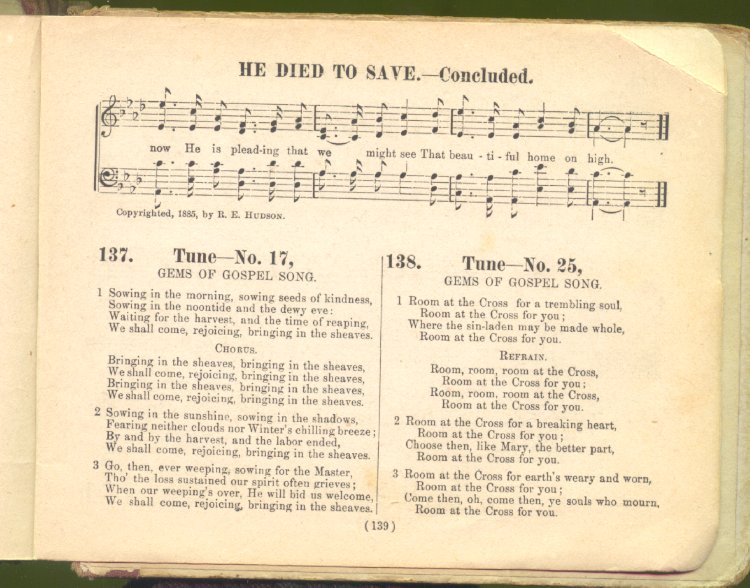 HE DIED TO SAVE.—Concluded.
now He is plead-ing that we might see That beau - ti - ful home on high.
Copyrighted, 1885, by R. E. HUDSON.
137. Tune—No. 17,
GEMS OF GOSPEL SONG.
1 Sowing in the morning, sowing seeds of kindness,
Sowing in the noontide and the dewy eve:
Waiting for the harvest, and the time of reaping,
We shall come, rejoicing, bringing in the sheaves.
CHORUS.
Bringing in the sheaves, bringing in the sheaves,
We shall come, rejoicing, bringing in the sheaves,
Bringing in the sheaves, bringing in the sheaves,
We shall come, rejoicing, bringing in the sheaves.
2 Sowing in the sunshine, sowing in the shadows,
Fearing neither clouds nor Winter's chilling breeze;
By and by the harvest, and the labor ended,
We shall come, rejoicing, bringing in the sheaves.
3 Go, then, ever weeping, sowing for the Master,
Tho' the loss sustained our spirit often grieves;
When our weeping's over, He will bid us welcome,
We shall come, rejoicing, bringing in the sheaves.
138. Tune—No. 25,
GEMS OF GOSPEL SONG.
1 Room at the Cross for a trembling soul,
Room at the Cross for you;
Where the sin-laden may be made whole,
Room at the Cross for you.
REFRAIN.
Room, room, room at the Cross,
Room at the Cross for you;
Room, room, room at the Cross,
Room at the Cross for you.
2 Room at the Cross for a breaking heart,
Room at the Cross for you;
Choose then, like Mary, the better part,
Room at the Cross for you.
3 Room at the Cross for earth's weary and worn,
Room at the Cross for you;
Come then, oh, come then, ye souls who mourn,
Room at the Cross for you.
(139)